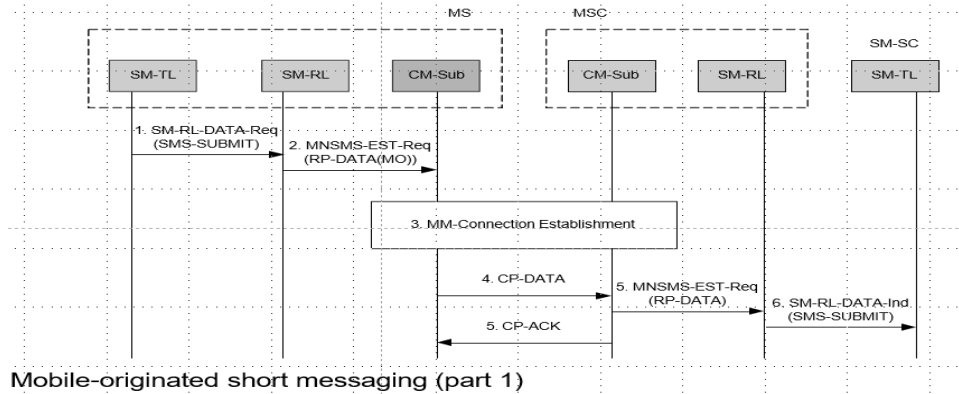 MS MSC
SM-SC
SM-TL SM-RL CM-Sub CM-Sub SM-RL SM-TL
1. SM-RL-DATA-Req
(SMS-SUBMIT)
2. MNSMS-EST-Req
(RP-DATA(MO))
3. MM-Connection Establishment
4. CP-DATA
5. MNSMS-EST-Req
(RP-DATA)
6. SM-RL-DATA-Ind
(SMS-SUBMIT)
5. CP-ACK
Mobile-originated short messaging (part 1)